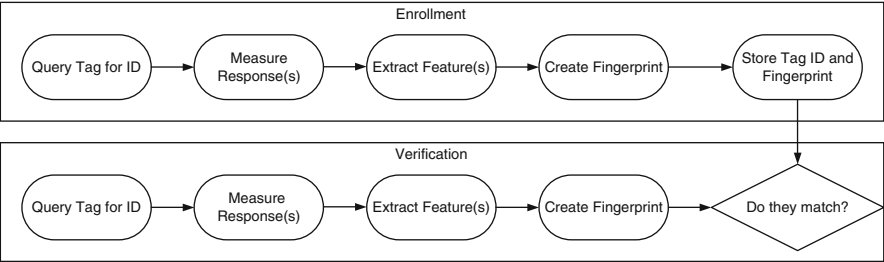 Enrollment
Query Tag for ID
Measure
Response(s)
Extract Feature(s)
Create Fingerprint
Store Tag ID and
Fingerprint
Verification
Query Tag for ID
Measure
Response(s)
Extract Feature(s)
Create Fingerprint
Do they match?